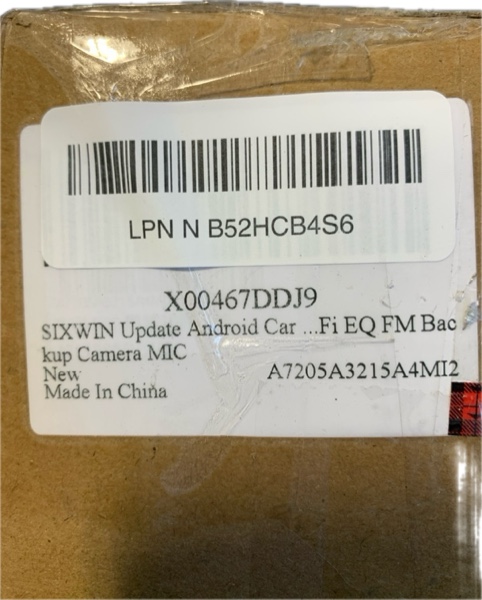 LPN N B52HCB4S6
X00467DDJ9
SIXWIN Update Android Car ...Fi EQ FM Bac
kup Camera MIC
New
A7205A3215A4MI2
Made In China